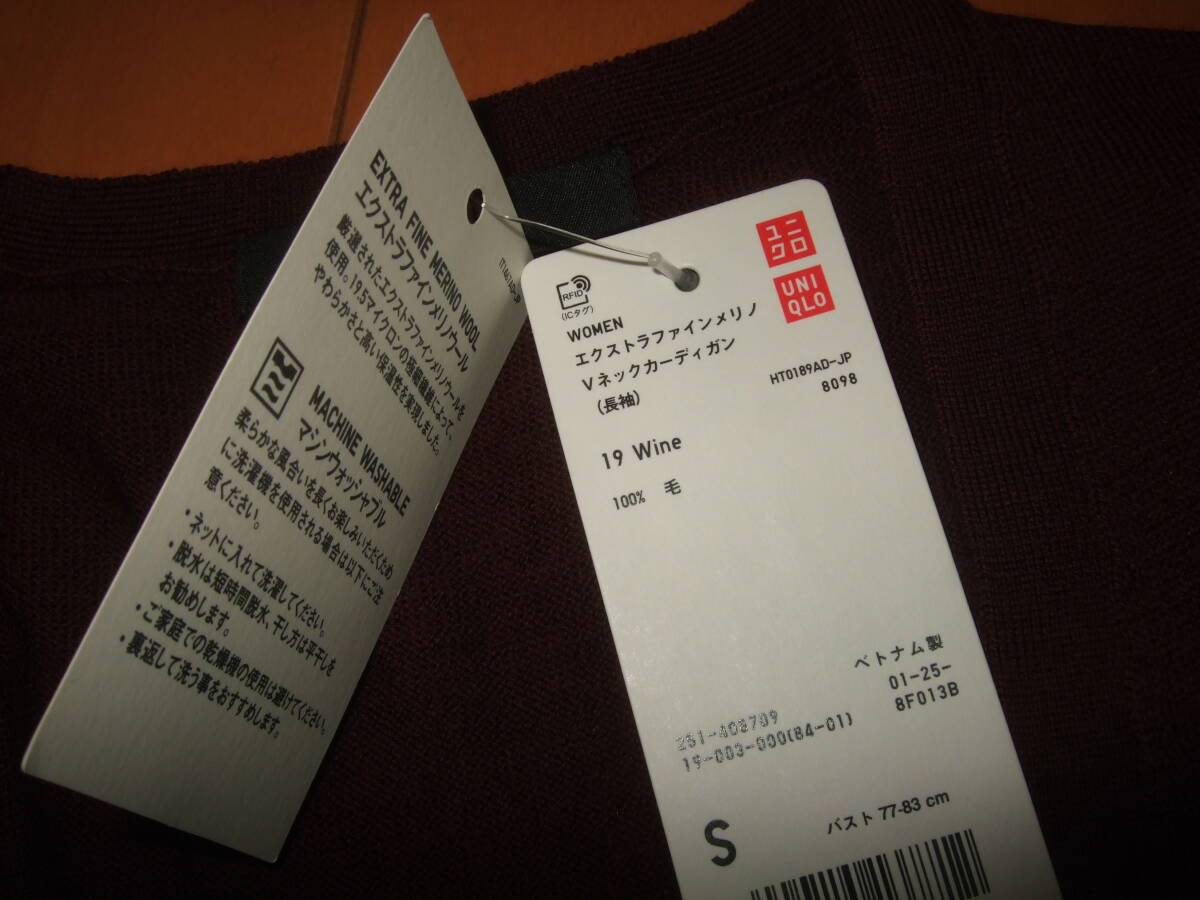 EXTRA FINE MERINO WOOL
エクストラファインメリノウール
厳選されたエクストラファインメリノウールを
使用。19.5マイクロンの極細繊維によって、
やわらかさと高い保温性を実現しました。
MACHINE WASHABLE
マシンウォッシャブル
柔らかな風合いを長くお楽しみいただくため
に洗濯機を使用される場合は以下にご注
意ください。
・ネットに入れて洗濯してください。
・脱水は短時間脱水、干し方は平干しを
お勧めします。
・ご家庭での乾燥機の使用は避けてください。
・裏返して洗う事をおすすめします。
ユニ
クロ
UNI
QLO
RFID
(ICタグ)
WOMEN
エクストラファインメリノ
Vネックカーディガン
(長袖)
HT0189AD-JP
8098
19 Wine
100% 毛
ベトナム製
01-25-
8F013B
251-408709
19-003-000(84-01)
S
バスト 77-83 cm